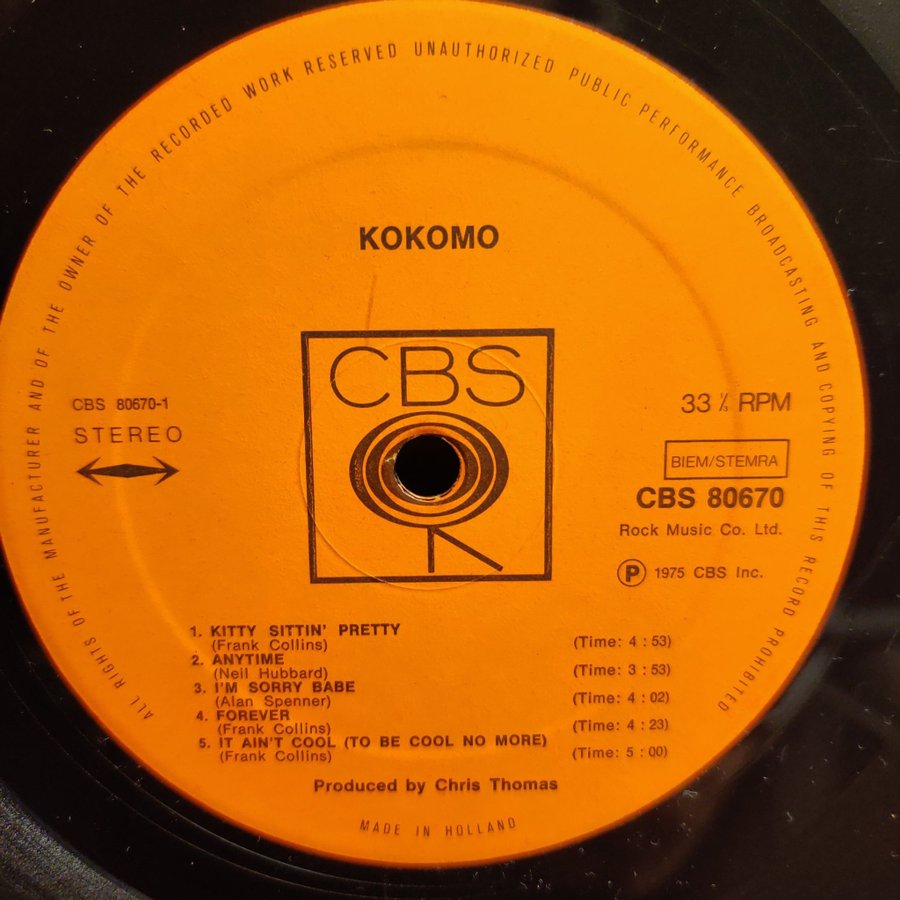 ALL RIGHTS OF THE MANUFACTURER AND OF THE OWNER OF THE RECORDED WORK RESERVED UNAUTHORIZED PUBLIC PERFORMANCE BROADCASTING AND COPYING OF THIS RECORD PROHIBITED
KOKOMO
CBS
CBS 80670-1
STEREO
33 ⅓ RPM
BIEM/STEMRA
CBS 80670
Rock Music Co. Ltd.
Ⓟ 1975 CBS Inc.
1. KITTY SITTIN' PRETTY
(Frank Collins) (Time: 4 : 53)
2. ANYTIME
(Neil Hubbard) (Time: 3 : 53)
3. I'M SORRY BABE
(Alan Spenner) (Time: 4 : 02)
4. FOREVER
(Frank Collins) (Time: 4 : 23)
5. IT AIN'T COOL (TO BE COOL NO MORE)
(Frank Collins) (Time: 5 : 00)
Produced by Chris Thomas
MADE IN HOLLAND